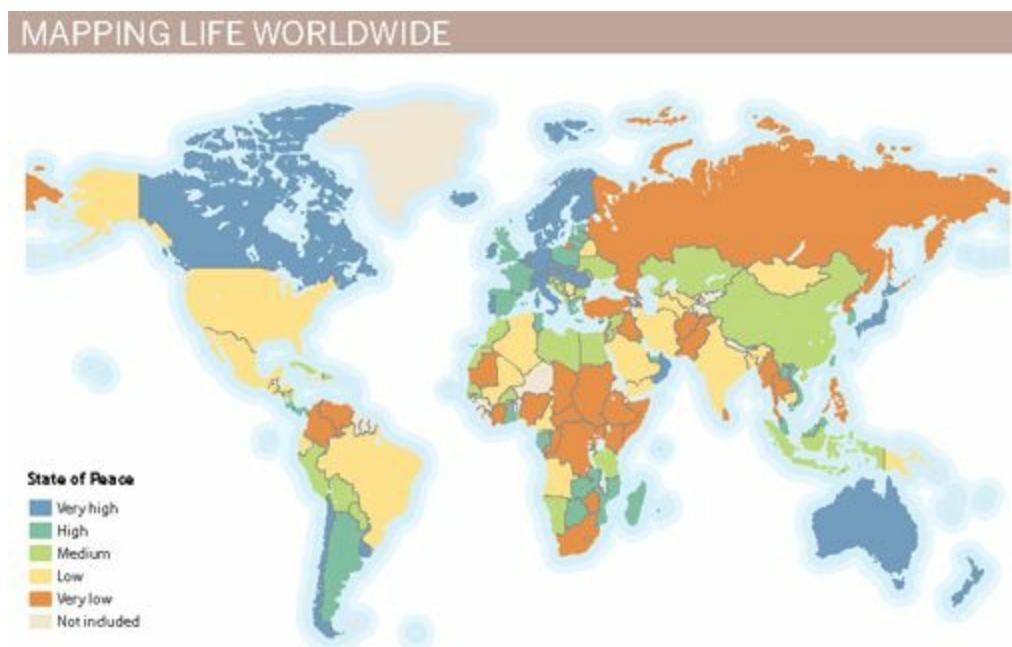 MAPPING LIFE WORLDWIDE
State of Peace
Very high
High
Medium
Low
Very low
Not included